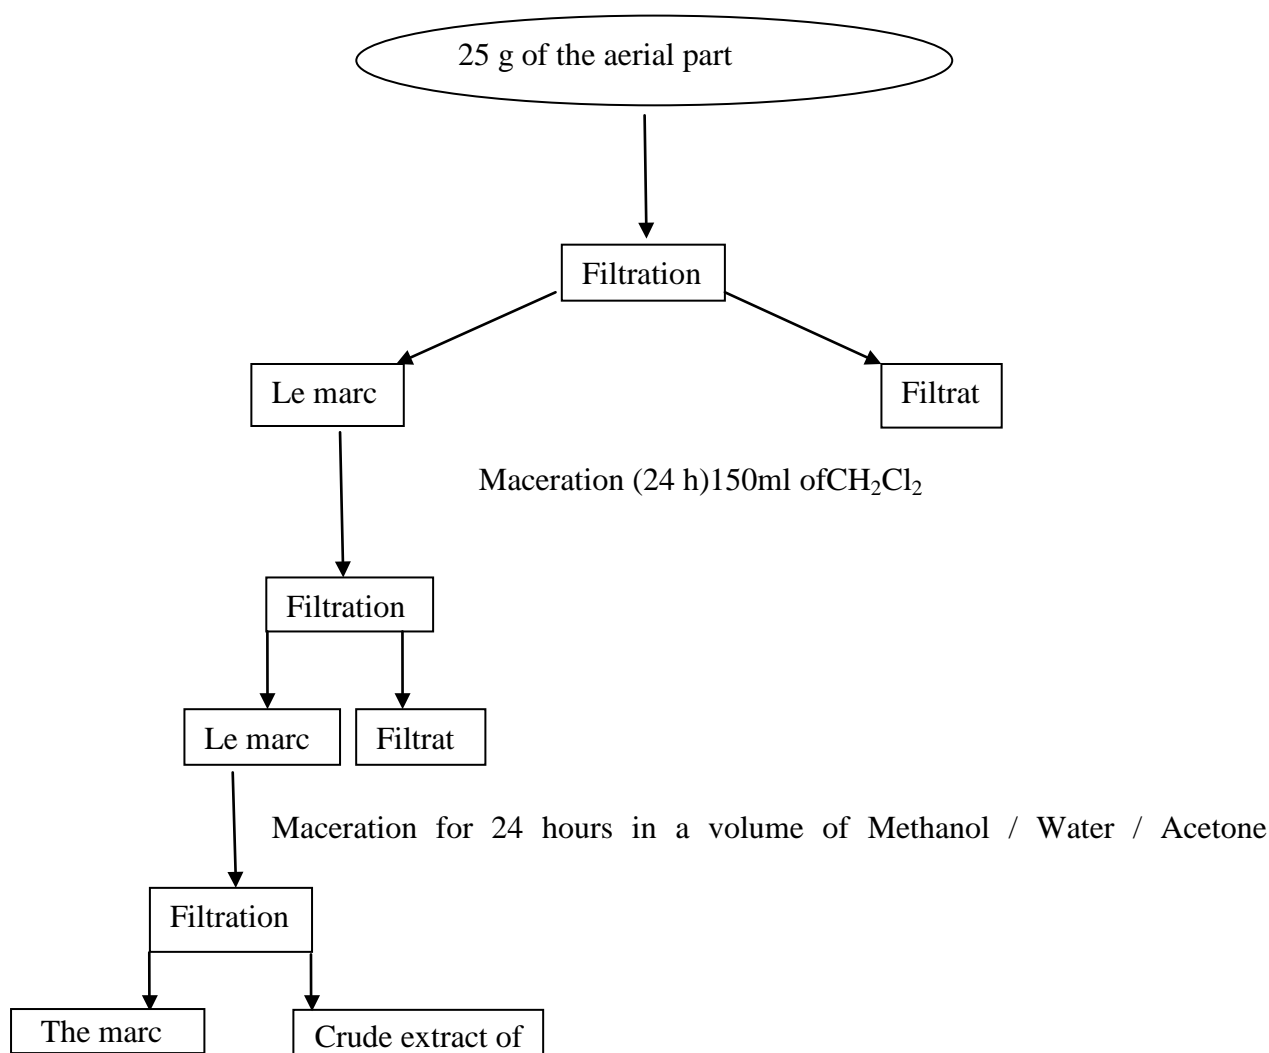 25 g of the aerial part
Filtration
Le marc
Filtrat
Maceration (24 h)150ml ofCH₂Cl₂
Filtration
Le marc
Filtrat
Maceration for 24 hours in a volume of Methanol / Water / Acetone
Filtration
The marc
Crude extract of